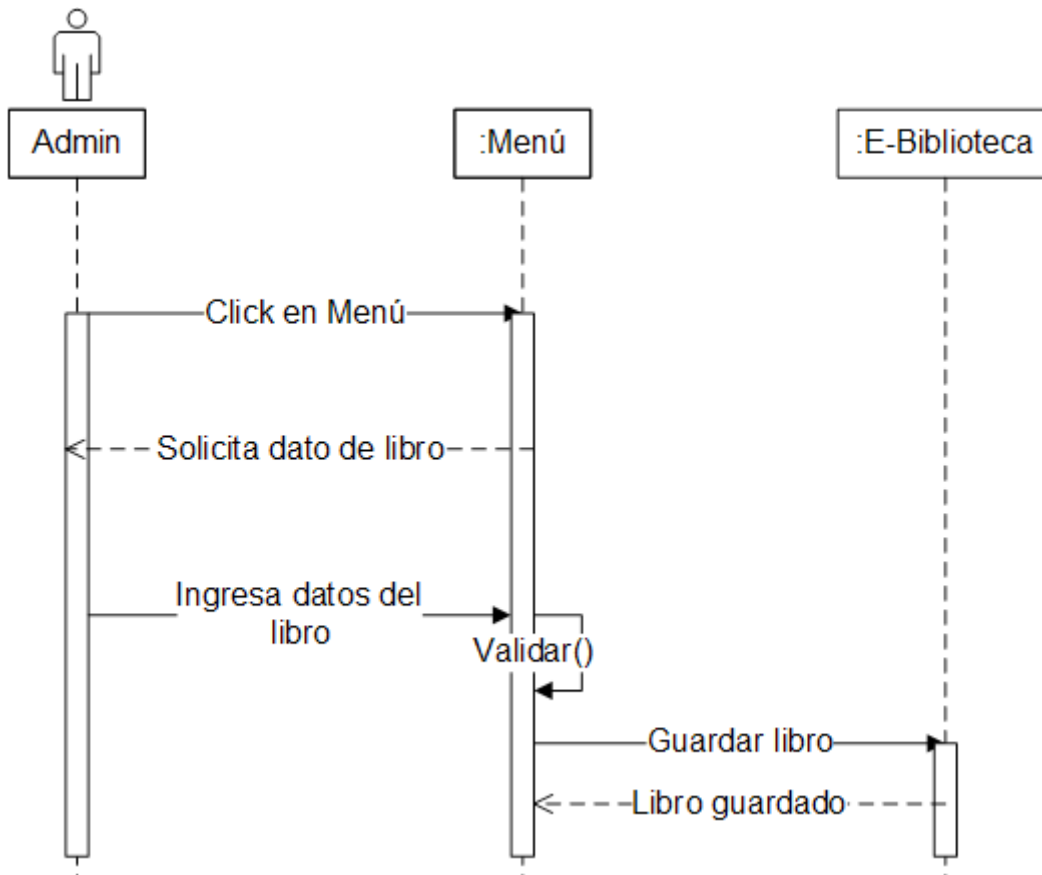 Admin
:Menú
:E-Biblioteca
Click en Menú
Solicita dato de libro
Ingresa datos del
libro
Validar()
Guardar libro
Libro guardado